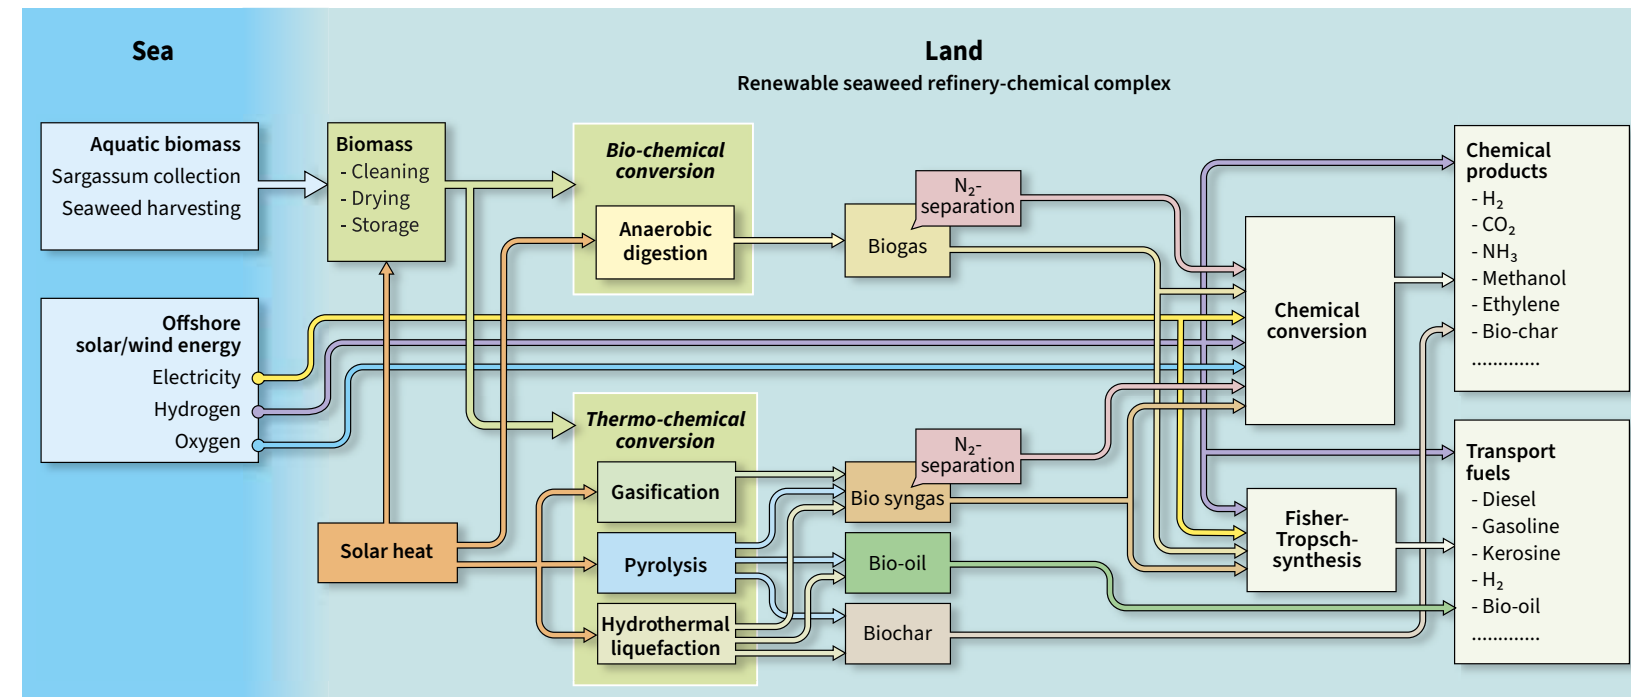 Sea
Land
Renewable seaweed refinery-chemical complex
Aquatic biomass
Sargassum collection
Seaweed harvesting
Biomass
- Cleaning
- Drying
- Storage
Bio-chemical
conversion
Anaerobic
digestion
N₂-
separation
Biogas
Chemical
products
- H₂
- CO₂
- NH₃
- Methanol
- Ethylene
- Bio-char
.............
Chemical
conversion
Offshore
solar/wind energy
Electricity
Hydrogen
Oxygen
Thermo-chemical
conversion
Gasification
Pyrolysis
Hydrothermal
liquefaction
Solar heat
N₂-
separation
Bio syngas
Bio-oil
Biochar
Fisher-
Tropsch-
synthesis
Transport
fuels
- Diesel
- Gasoline
- Kerosine
- H₂
- Bio-oil
.............